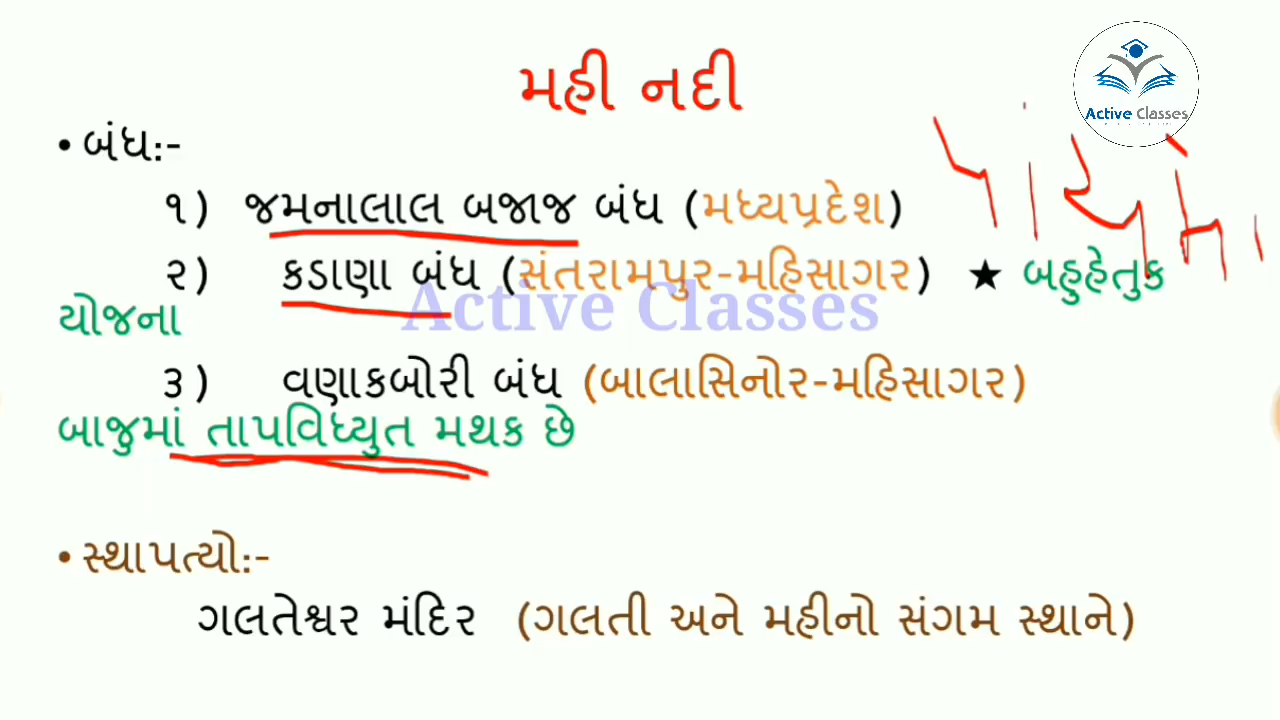 મહી નદી
Active Classes
• બંધ:-
૧) જમનાલાલ બજાજ બંધ (મધ્યપ્રદેશ)
૨) કડાણા બંધ (સંતરામપુર-મહિસાગર) ★ બહુહેતુક
યોજના
Active Classes
૩) વણાકબોરી બંધ (બાલાસિનોર-મહિસાગર)
બાજુમાં તાપવિધ્યુત મથક છે
• સ્થાપત્યો:-
ગલતેશ્વર મંદિર (ગલતી અને મહીનો સંગમ સ્થાને)